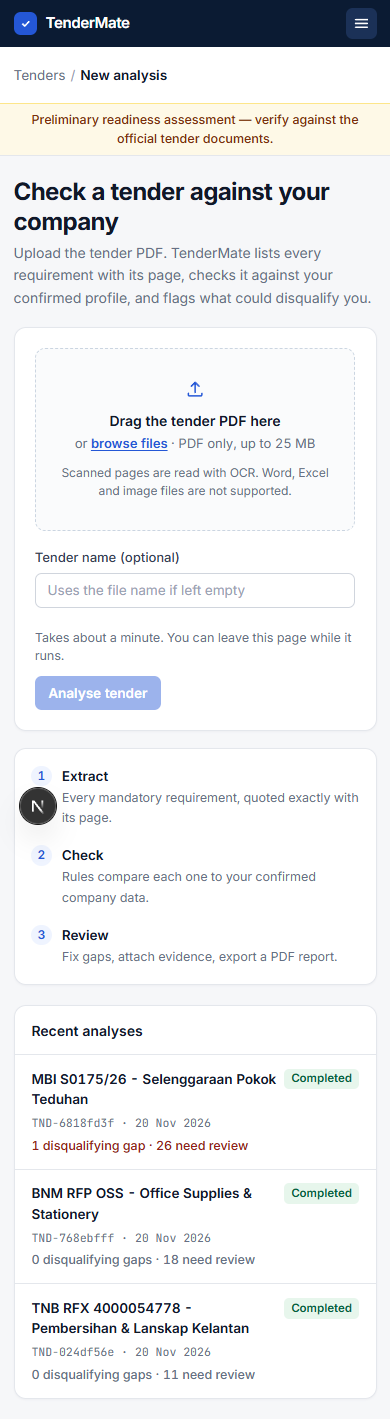 TenderMate
Tenders / New analysis
Preliminary readiness assessment — verify against the
official tender documents.
Check a tender against your
company
Upload the tender PDF. TenderMate lists every
requirement with its page, checks it against your
confirmed profile, and flags what could disqualify you.
Drag the tender PDF here
or browse files · PDF only, up to 25 MB
Scanned pages are read with OCR. Word, Excel
and image files are not supported.
Tender name (optional)
Uses the file name if left empty
Takes about a minute. You can leave this page while it
runs.
Analyse tender
1 Extract
N
Every mandatory requirement, quoted exactly with
its page.
2 Check
Rules compare each one to your confirmed
company data.
3 Review
Fix gaps, attach evidence, export a PDF report.
Recent analyses
MBI S0175/26 - Selenggaraan Pokok Completed
Teduhan
TND-6818fd3f · 20 Nov 2026
1 disqualifying gap · 26 need review
BNM RFP OSS - Office Supplies & Completed
Stationery
TND-768ebfff · 20 Nov 2026
0 disqualifying gaps · 18 need review
TNB RFX 4000054778 - Completed
Pembersihan & Lanskap Kelantan
TND-024df56e · 20 Nov 2026
0 disqualifying gaps · 11 need review